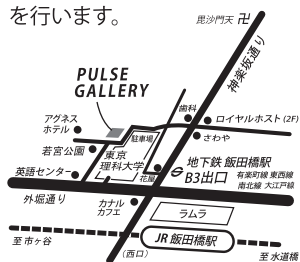 を行います。
毘沙門天 卍
神楽坂通り
PULSE
GALLERY
アグネス
ホテル
歯科
ロイヤルホスト (2F)
駐車場
さわや
若宮公園
東京
理科大学
地下鉄 飯田橋駅
B3出口
有楽町線 東西線
南北線 大江戸線
英語センター
花屋
外堀通り
カナル
カフェ
ラムラ
至 市ヶ谷
JR 飯田橋駅
(西口)
至 水道橋